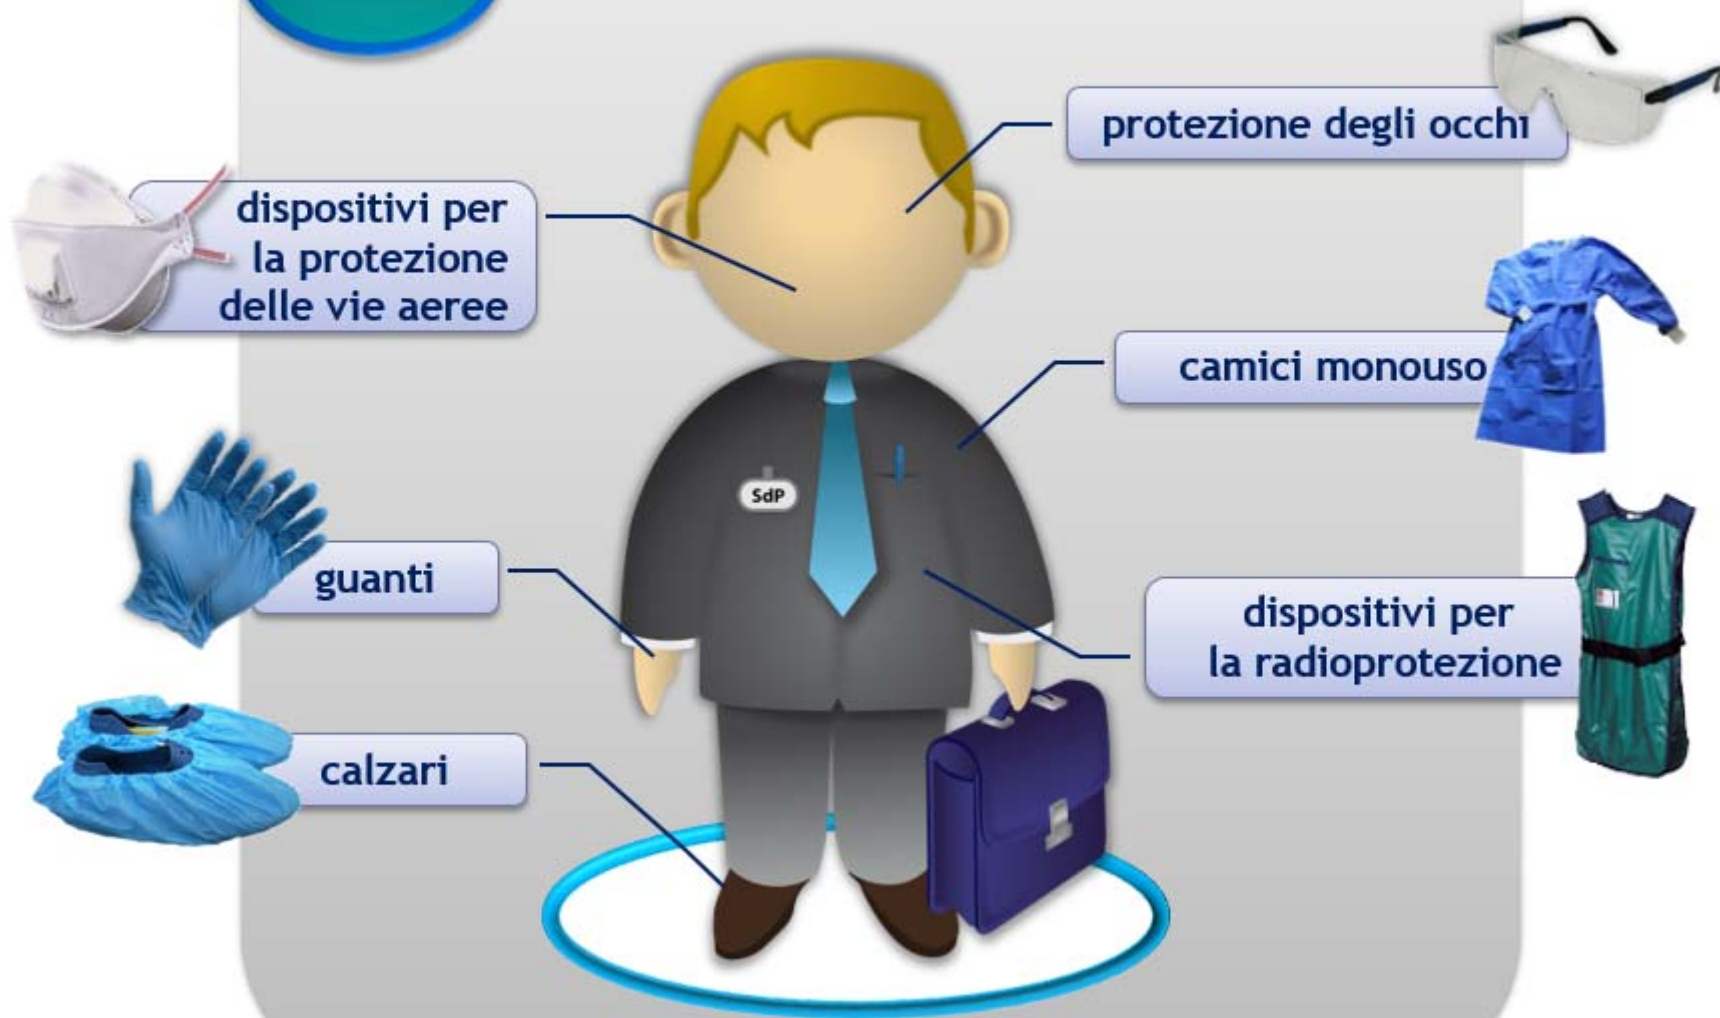 protezione degli occhi
dispositivi per
la protezione
delle vie aeree
camici monouso
SdP
guanti
dispositivi per
la radioprotezione
calzari